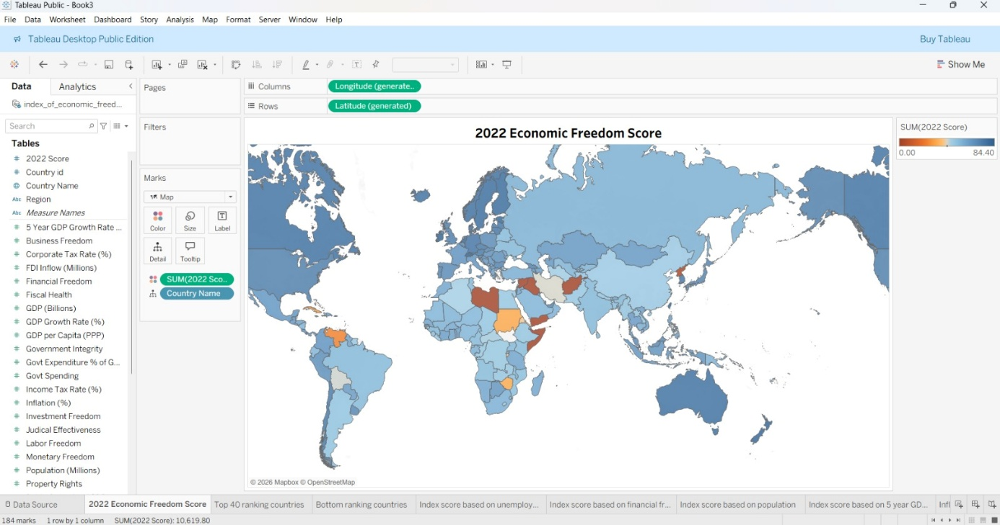 Tableau Public - Book3
File Data Worksheet Dashboard Story Analysis Map Format Server Window Help
Tableau Desktop Public Edition
Buy Tableau
Show Me
Data
Analytics
index_of_economic_freed...
Search
Tables
2022 Score
Country id
Country Name
Abc Region
Abc Measure Names
5 Year GDP Growth Rate ...
Business Freedom
Corporate Tax Rate (%)
FDI Inflow (Millions)
Financial Freedom
Fiscal Health
GDP (Billions)
GDP Growth Rate (%)
GDP per Capita (PPP)
Government Integrity
Govt Expenditure % of G...
Govt Spending
Income Tax Rate (%)
Inflation (%)
Investment Freedom
Judical Effectiveness
Labor Freedom
Monetary Freedom
Population (Millions)
Property Rights
Pages
Filters
Marks
Map
Color
Size
Label
Detail
Tooltip
SUM(2022 Sco..
Country Name
Columns
Longitude (generate..
Rows
Latitude (generated)
2022 Economic Freedom Score
© 2026 Mapbox © OpenStreetMap
SUM(2022 Score)
0.00
84.40
Data Source
2022 Economic Freedom Score
Top 40 ranking countries
Bottom ranking countries
Index score based on unemploy...
Index score based on financial fr...
Index score based on population
Index score based on 5 year GD...
Infl
184 marks
1 row by 1 column
SUM(2022 Score): 10.619.80